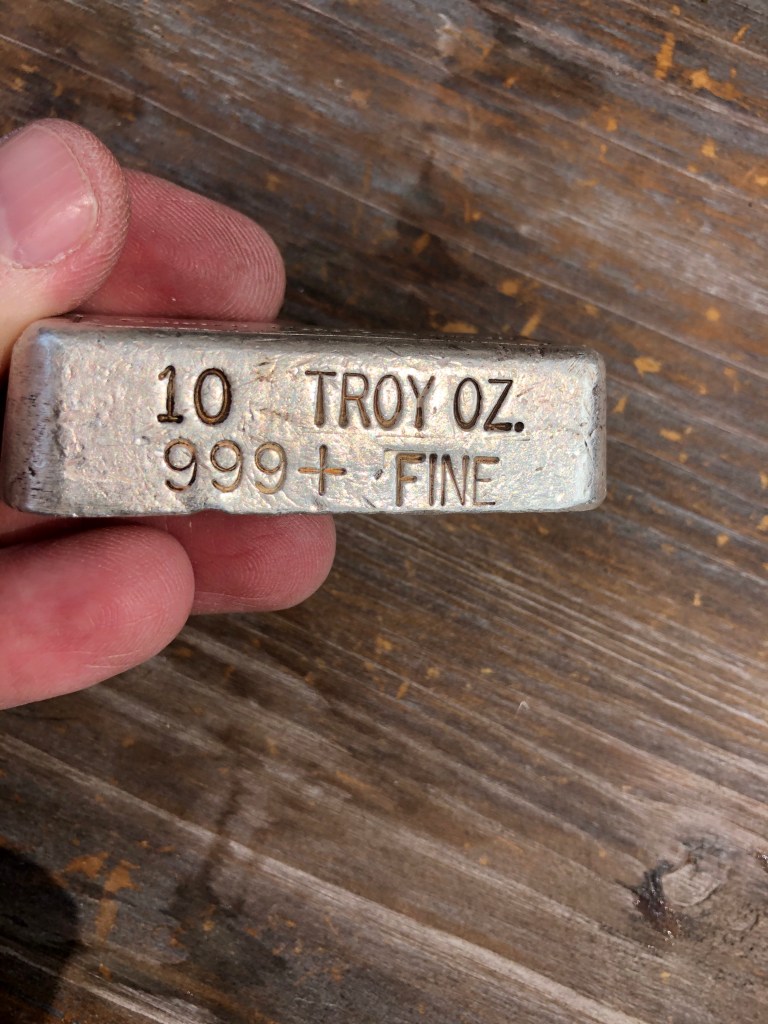 10 TROY OZ.
999+ FINE